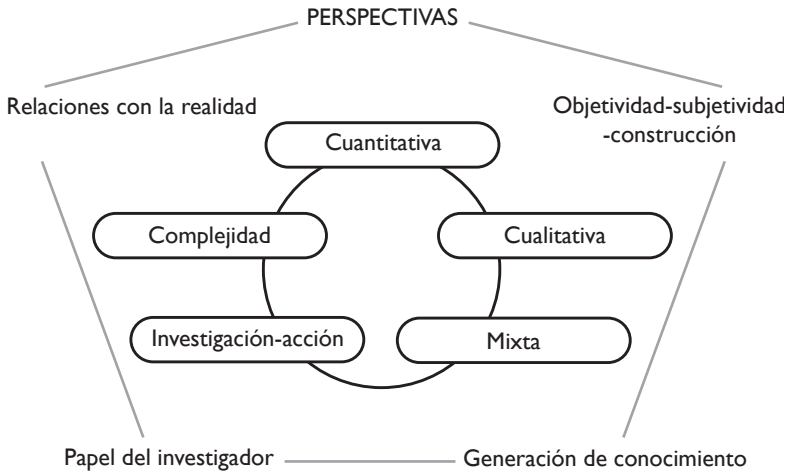 PERSPECTIVAS
Relaciones con la realidad
Objetividad-subjetividad
-construcción
Cuantitativa
Complejidad
Cualitativa
Investigación-acción
Mixta
Papel del investigador
Generación de conocimiento